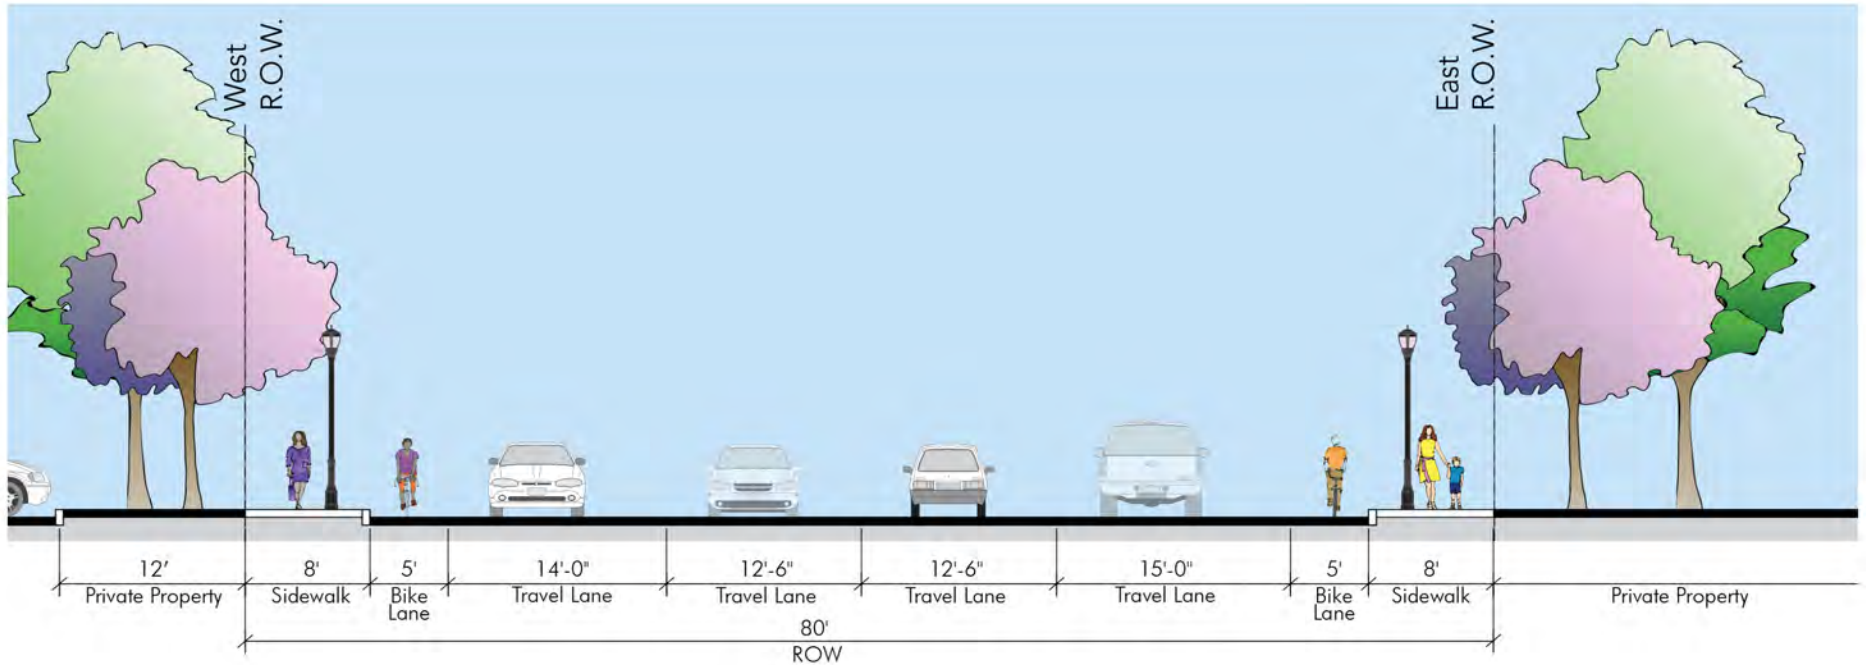 West
R.O.W.
East
R.O.W.
12'
Private Property
8'
Sidewalk
5'
Bike
Lane
14'-0"
Travel Lane
12'-6"
Travel Lane
12'-6"
Travel Lane
15'-0"
Travel Lane
5'
Bike
Lane
8'
Sidewalk
Private Property
80'
ROW